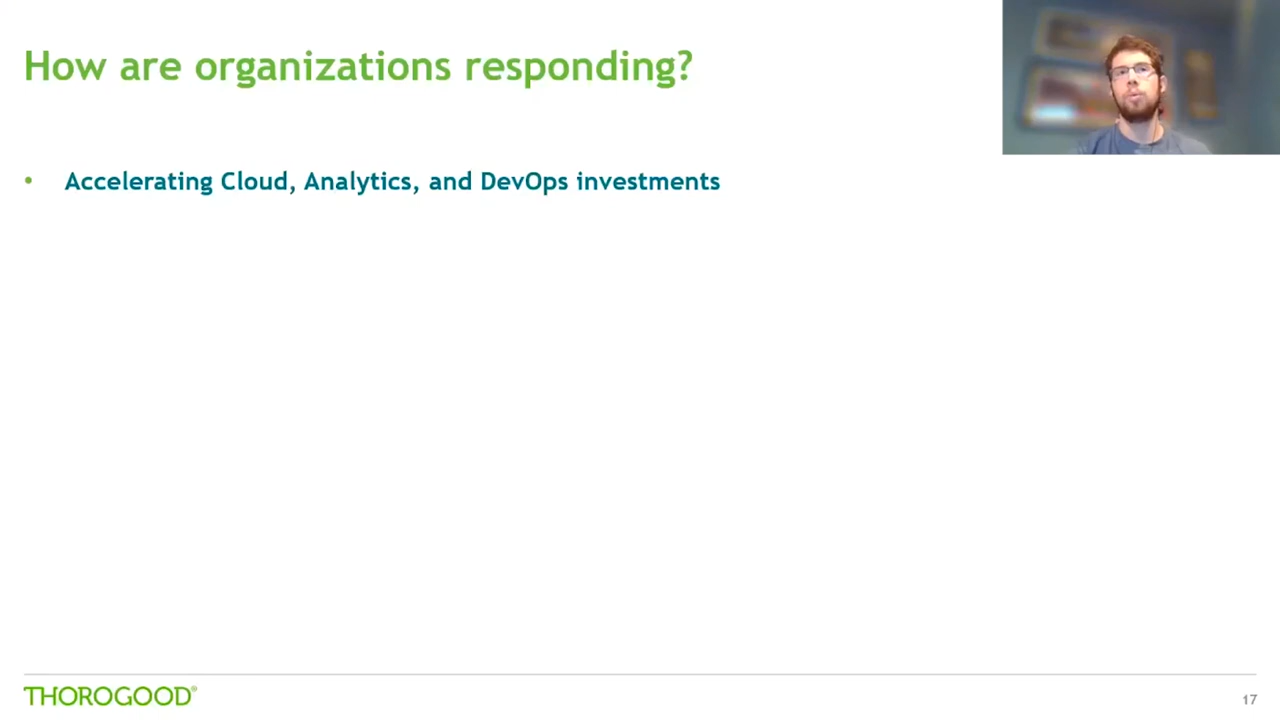 How are organizations responding?
• Accelerating Cloud, Analytics, and DevOps investments
THOROGOOD®
17